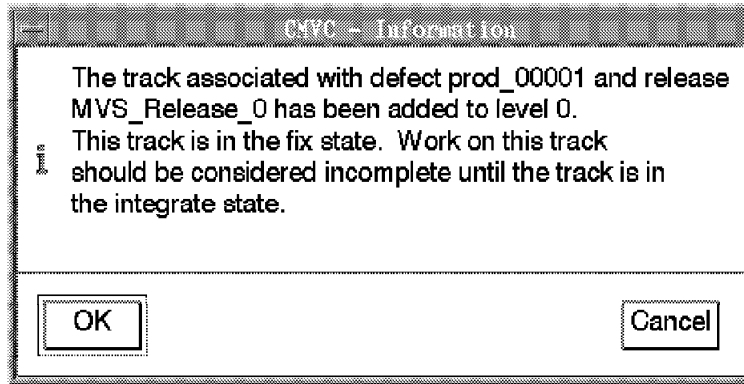 CMVC - Information
The track associated with defect prod_00001 and release
MVS_Release_0 has been added to level 0.
This track is in the fix state. Work on this track
should be considered incomplete until the track is in
the integrate state.
OK
Cancel